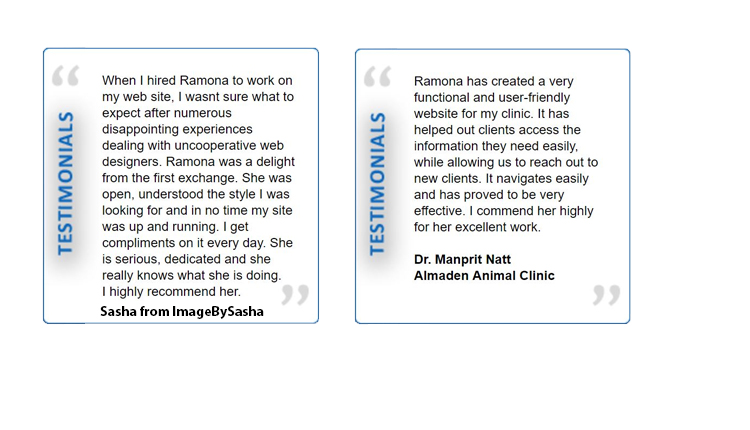 TESTIMONIALS
When I hired Ramona to work on
my web site, I wasnt sure what to
expect after numerous
disappointing experiences
dealing with uncooperative web
designers. Ramona was a delight
from the first exchange. She was
open, understood the style I was
looking for and in no time my site
was up and running. I get
compliments on it every day. She
is serious, dedicated and she
really knows what she is doing.
I highly recommend her.
Sasha from ImageBySasha
TESTIMONIALS
Ramona has created a very
functional and user-friendly
website for my clinic. It has
helped out clients access the
information they need easily,
while allowing us to reach out to
new clients. It navigates easily
and has proved to be very
effective. I commend her highly
for her excellent work.
Dr. Manprit Natt
Almaden Animal Clinic